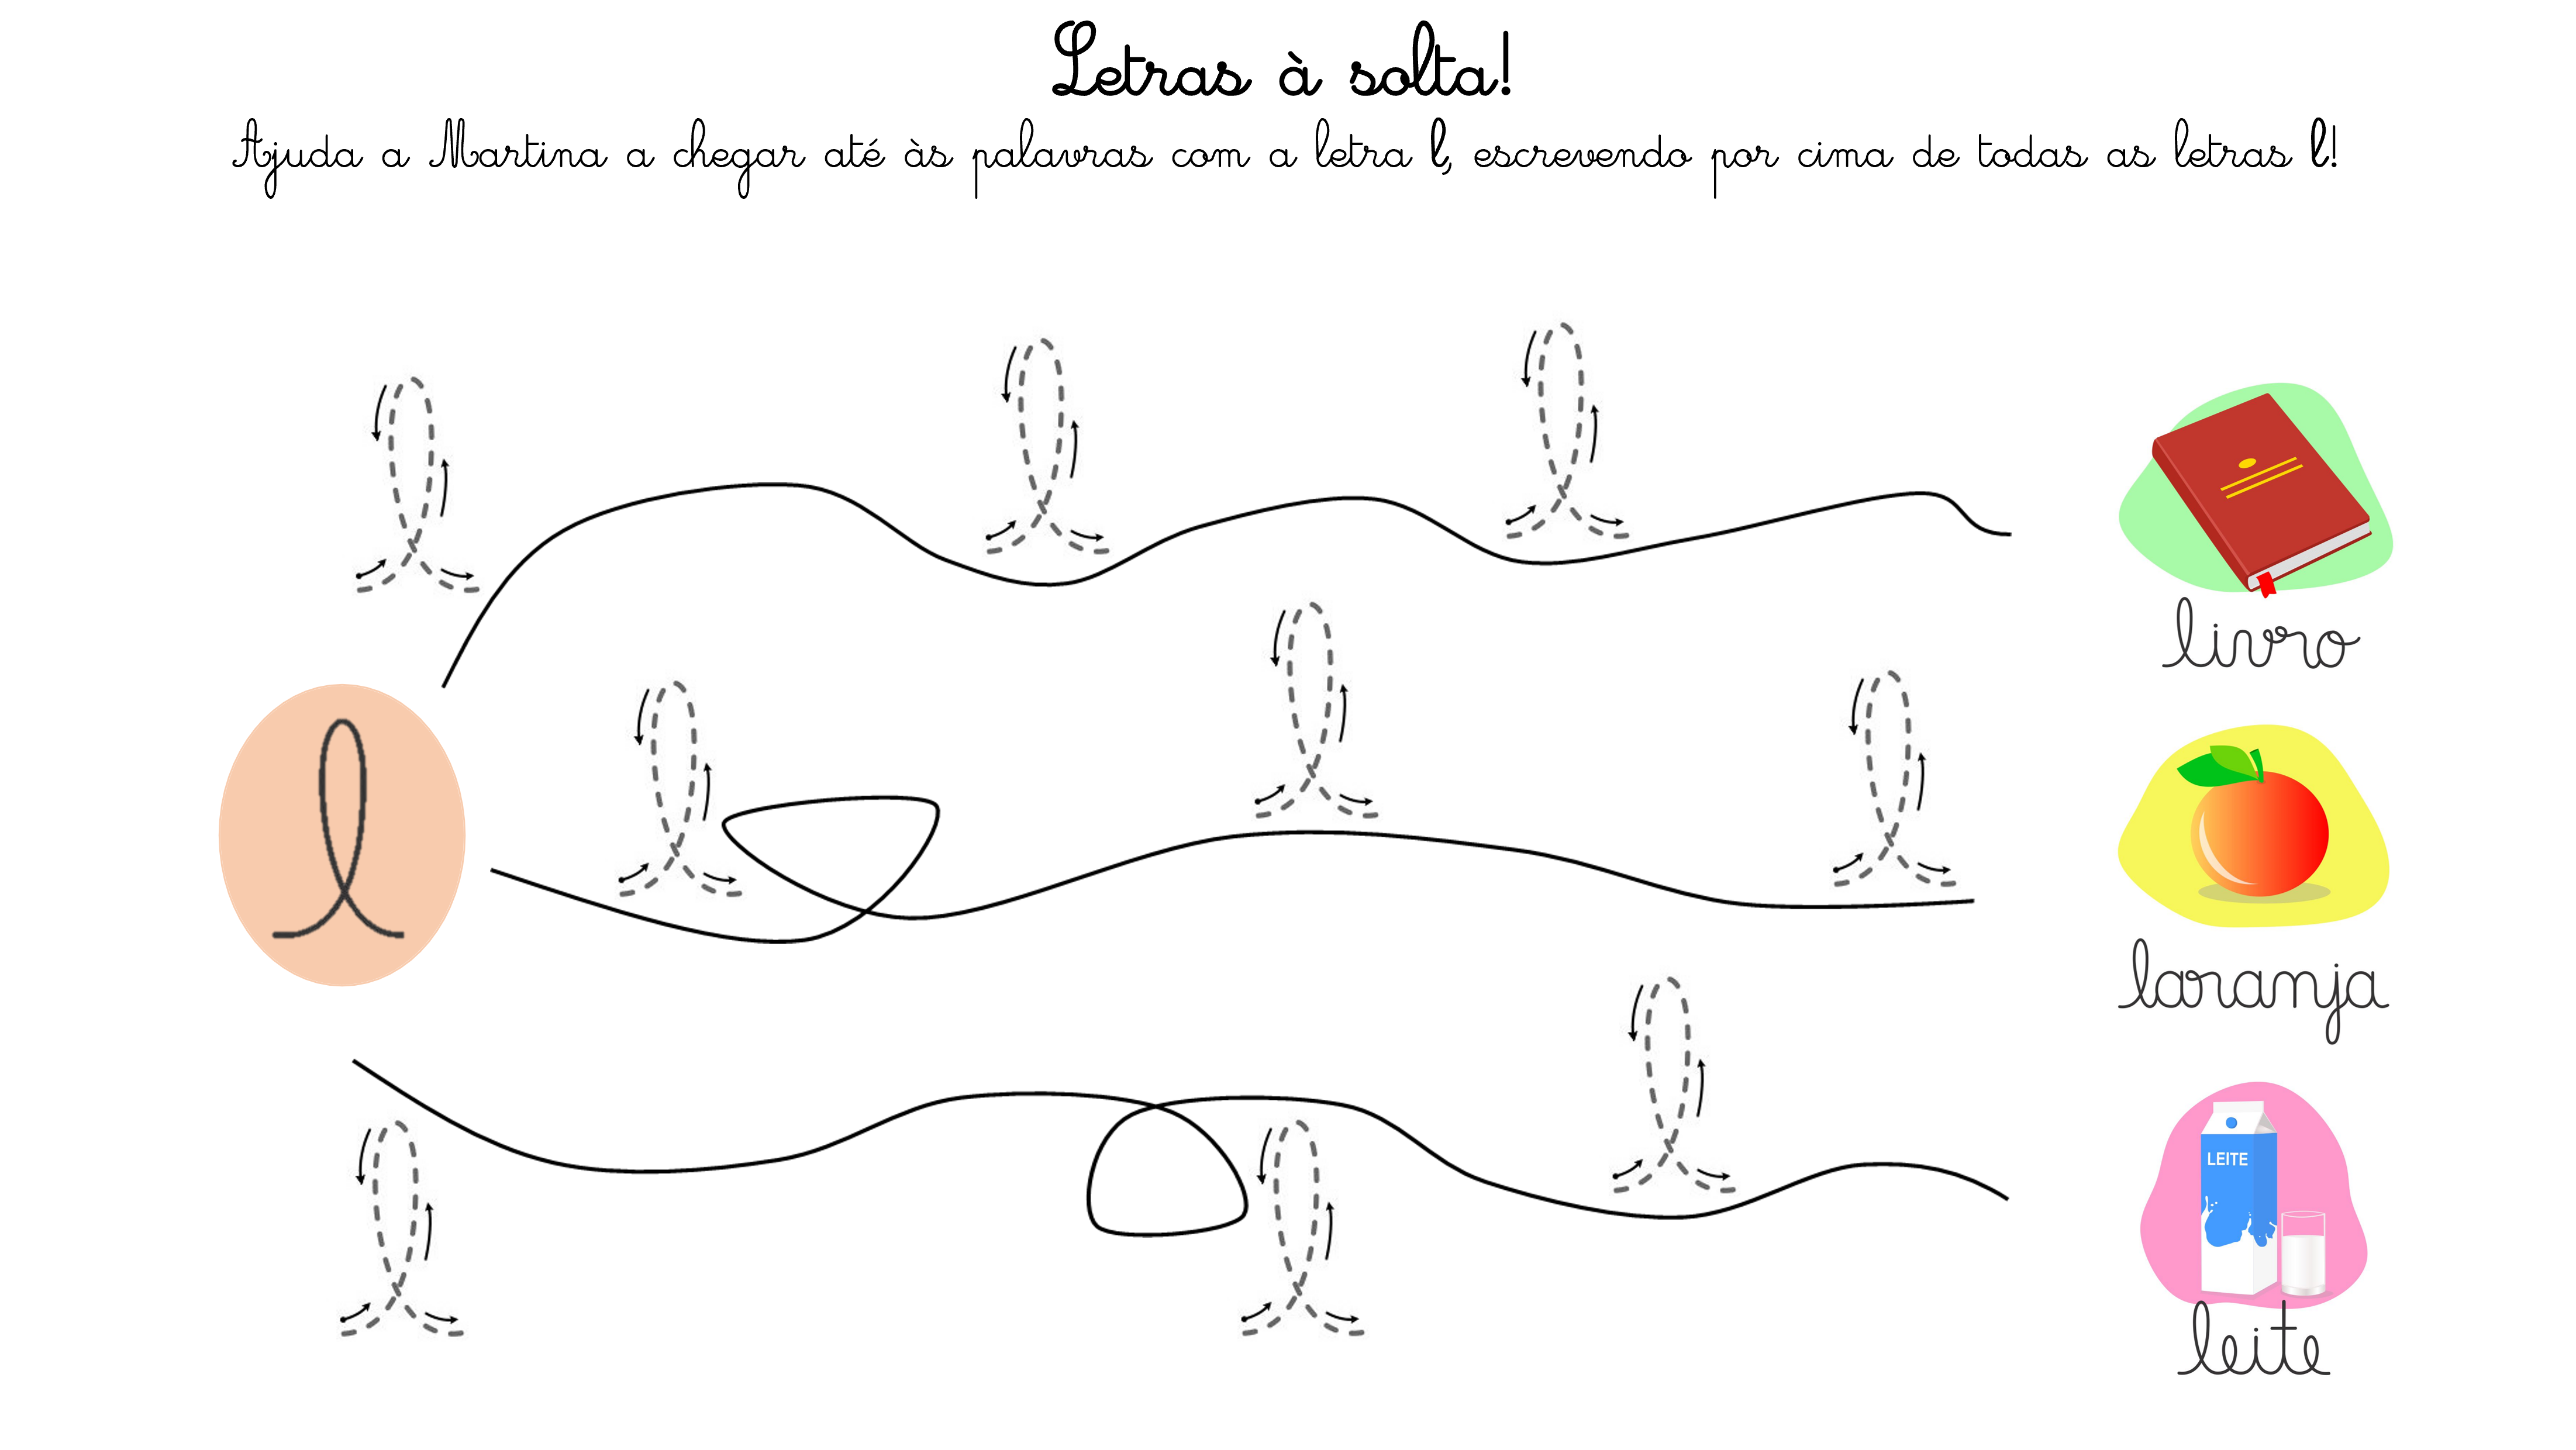 Letras à solta!
Ajuda a Martina a chegar até às palavras com a letra l, escrevendo por cima de todas as letras l!
l
l
l
livro
l
l
l
l
laranja
l
l
l
LEITE
leite